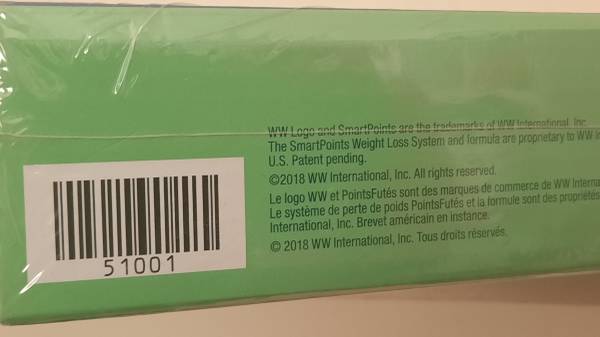 WW Logo and SmartPoints are the trademarks of WW International, Inc.
The SmartPoints Weight Loss System and formula are proprietary to WW
U.S. Patent pending.
©2018 WW International, Inc. All rights reserved.
Le logo WW et PointsFutés sont des marques de commerce de WW Interna
Le système de perte de poids PointsFutés et la formule sont des propriétés
International, Inc. Brevet américain en instance.
© 2018 WW International, Inc. Tous droits réservés.
51001